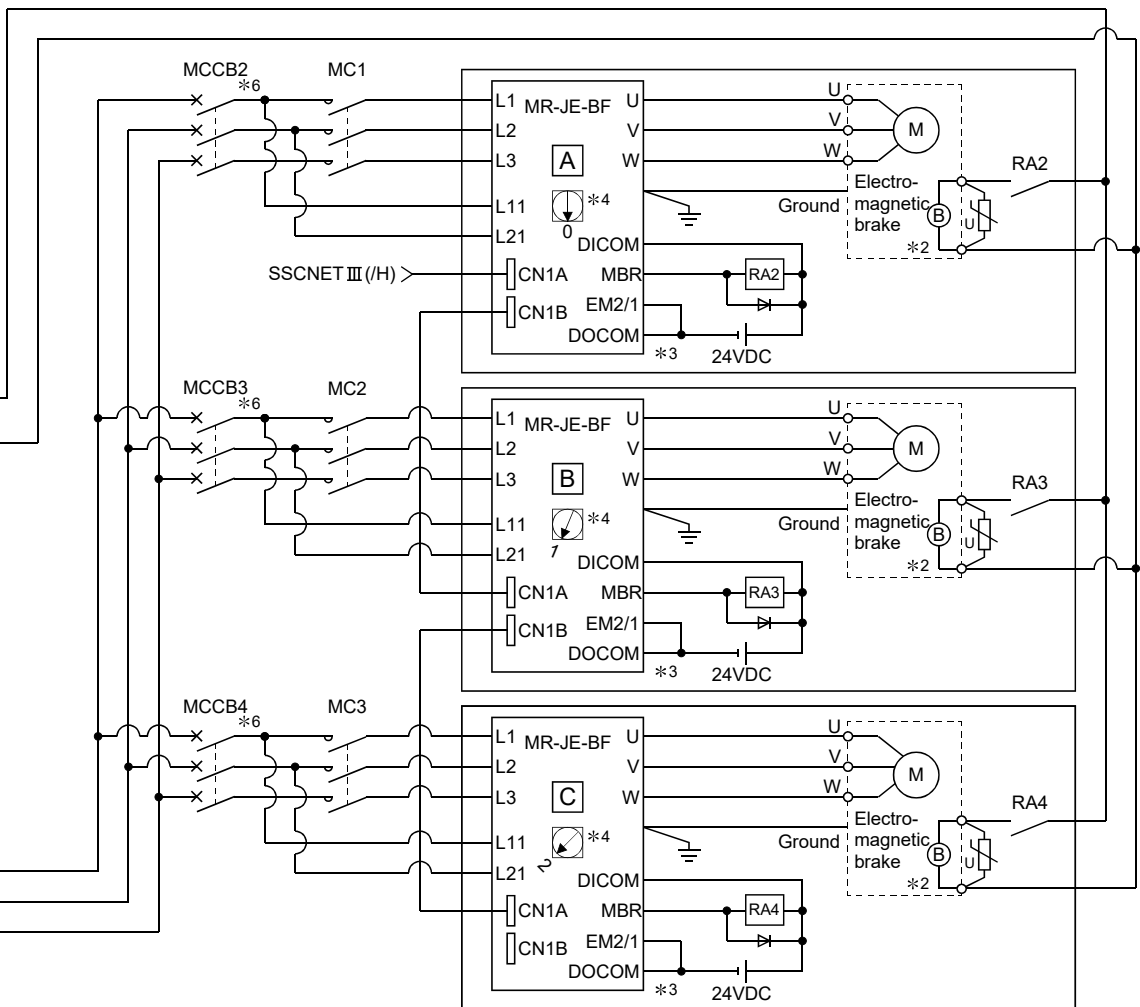 MCCB2 MC1
*6
L1 MR-JE-BF U
U
L2 V
V
M
L3 A W
W
RA2
Electro-
magnetic
brake
B
U
*2
L11
*4
Ground
L21
0
DICOM
SSCNETⅢ(/H)
CN1A MBR RA2
CN1B EM2/1
DOCOM
*3 24VDC
MCCB3 MC2
*6
L1 MR-JE-BF U
U
L2 V
V
M
L3 B W
W
RA3
Electro-
magnetic
brake
B
U
*2
L11
*4
Ground
L21
1
DICOM
CN1A MBR RA3
CN1B EM2/1
DOCOM
*3 24VDC
MCCB4 MC3
*6
L1 MR-JE-BF U
U
L2 V
V
M
L3 C W
W
RA4
Electro-
magnetic
brake
B
U
*2
L11
*4
Ground
L21
2
DICOM
CN1A MBR RA4
CN1B EM2/1
DOCOM
*3 24VDC